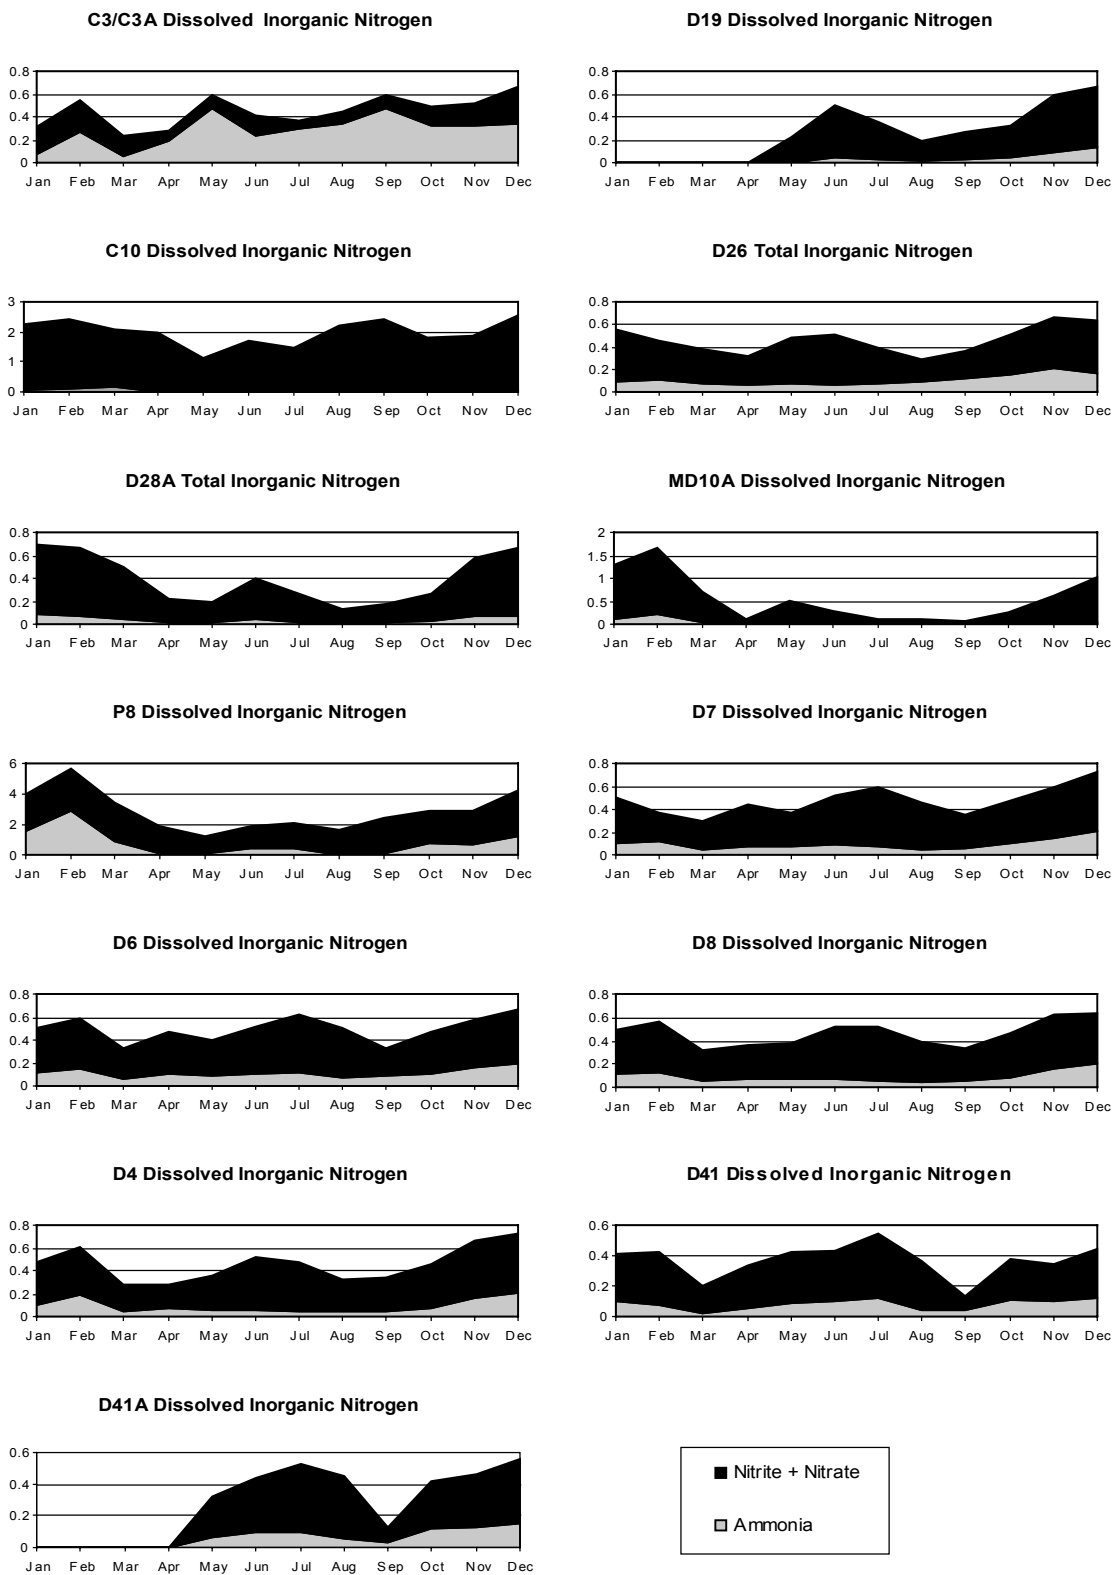 C3/C3A Dissolved Inorganic Nitrogen
0.8
0.6
0.4
0.2
0
Jan Feb Mar Apr May Jun Jul Aug Sep Oct Nov Dec
D19 Dissolved Inorganic Nitrogen
0.8
0.6
0.4
0.2
0
Jan Feb Mar Apr May Jun Jul Aug Sep Oct Nov Dec
C10 Dissolved Inorganic Nitrogen
3
2
1
0
Jan Feb Mar Apr May Jun Jul Aug Sep Oct Nov Dec
D26 Total Inorganic Nitrogen
0.8
0.6
0.4
0.2
0
Jan Feb Mar Apr May Jun Jul Aug Sep Oct Nov Dec
D28A Total Inorganic Nitrogen
0.8
0.6
0.4
0.2
0
Jan Feb Mar Apr May Jun Jul Aug Sep Oct Nov Dec
MD10A Dissolved Inorganic Nitrogen
2
1.5
1
0.5
0
Jan Feb Mar Apr May Jun Jul Aug Sep Oct Nov Dec
P8 Dissolved Inorganic Nitrogen
6
4
2
0
Jan Feb Mar Apr May Jun Jul Aug Sep Oct Nov Dec
D7 Dissolved Inorganic Nitrogen
0.8
0.6
0.4
0.2
0
Jan Feb Mar Apr May Jun Jul Aug Sep Oct Nov Dec
D6 Dissolved Inorganic Nitrogen
0.8
0.6
0.4
0.2
0
Jan Feb Mar Apr May Jun Jul Aug Sep Oct Nov Dec
D8 Dissolved Inorganic Nitrogen
0.8
0.6
0.4
0.2
0
Jan Feb Mar Apr May Jun Jul Aug Sep Oct Nov Dec
D4 Dissolved Inorganic Nitrogen
0.8
0.6
0.4
0.2
0
Jan Feb Mar Apr May Jun Jul Aug Sep Oct Nov Dec
D41 Dissolved Inorganic Nitrogen
0.6
0.4
0.2
0
Jan Feb Mar Apr May Jun Jul Aug Sep Oct Nov Dec
D41A Dissolved Inorganic Nitrogen
0.6
0.4
0.2
0
Jan Feb Mar Apr May Jun Jul Aug Sep Oct Nov Dec
Nitrite + Nitrate
Ammonia